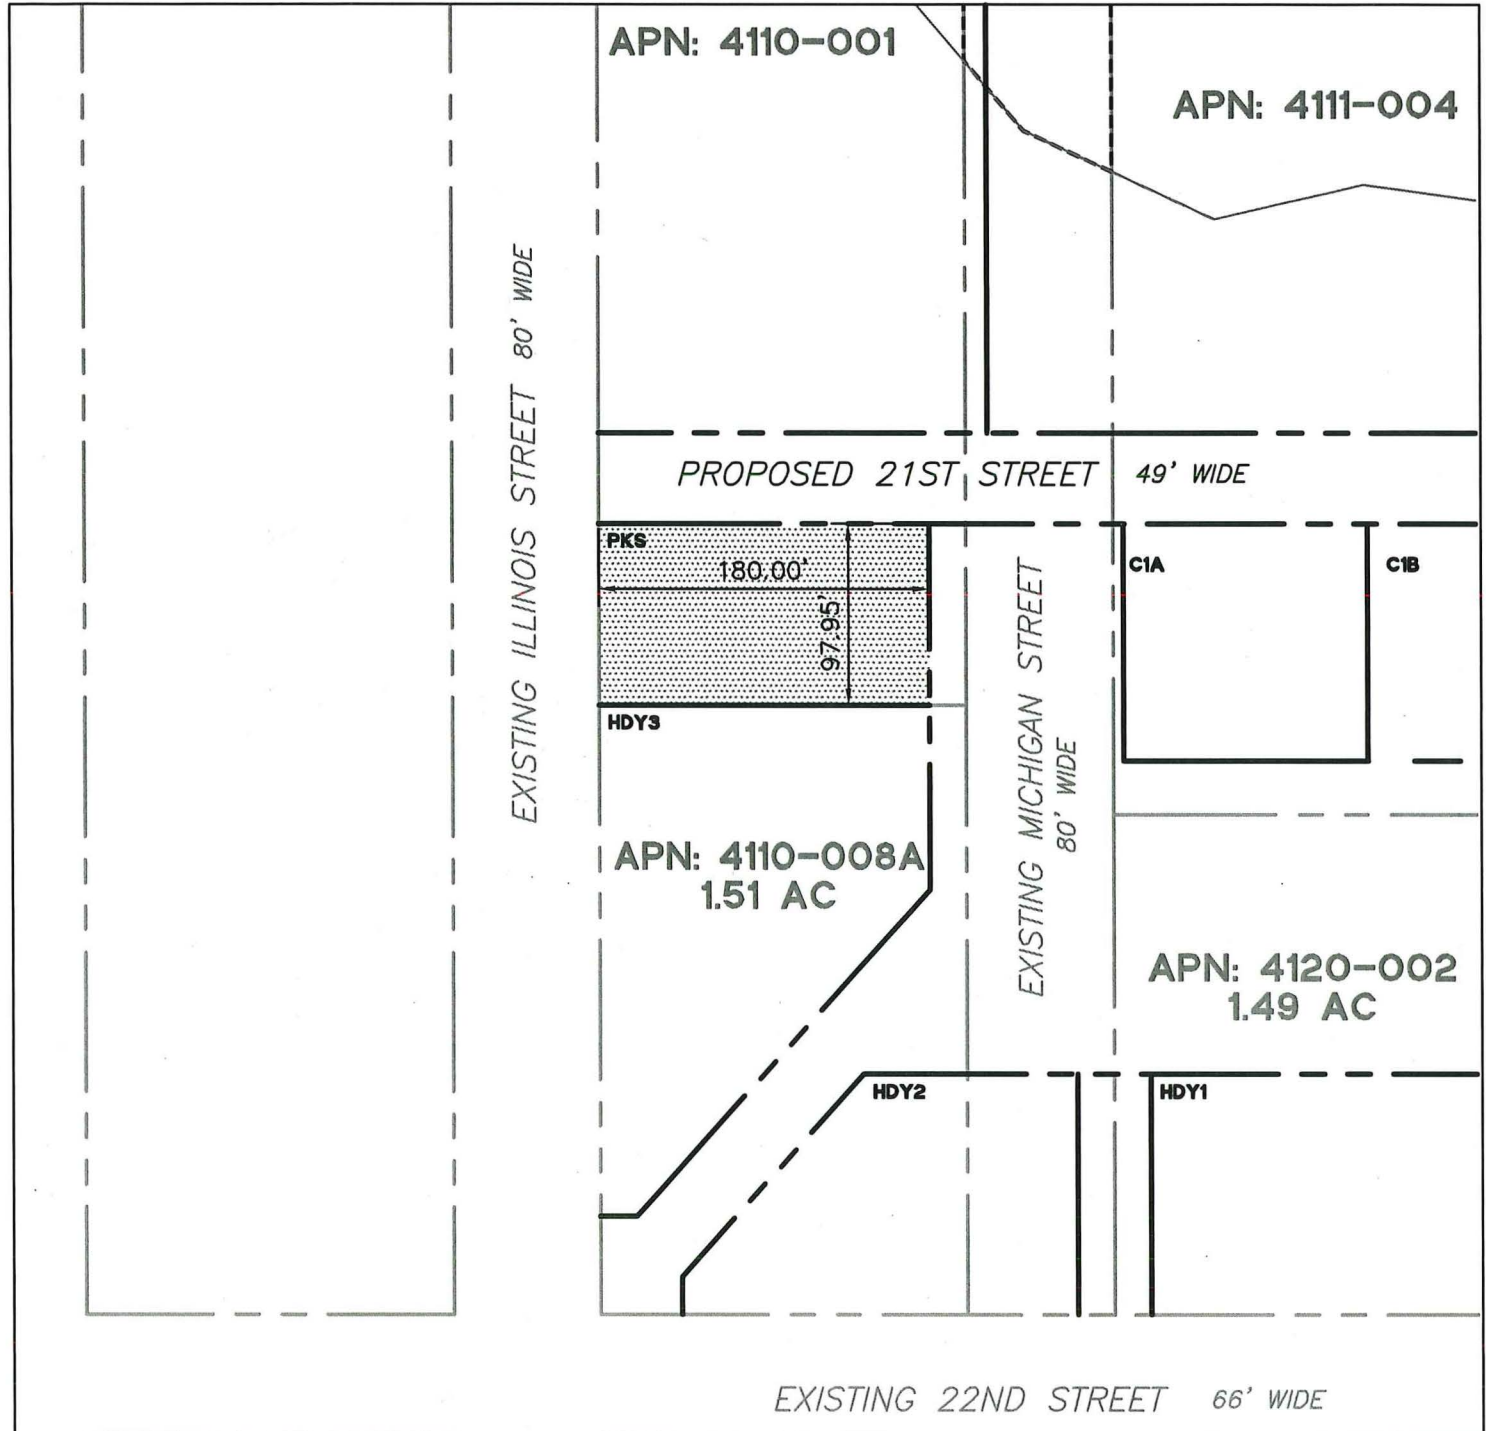 APN: 4110-001
APN: 4111-004
EXISTING ILLINOIS STREET 80' WIDE
PROPOSED 21ST STREET 49' WIDE
PKS
180.00'
97.95'
C1A
C1B
HDY3
EXISTING MICHIGAN STREET
80' WIDE
APN: 4110-008A
1.51 AC
APN: 4120-002
1.49 AC
HDY2
HDY1
EXISTING 22ND STREET 66' WIDE